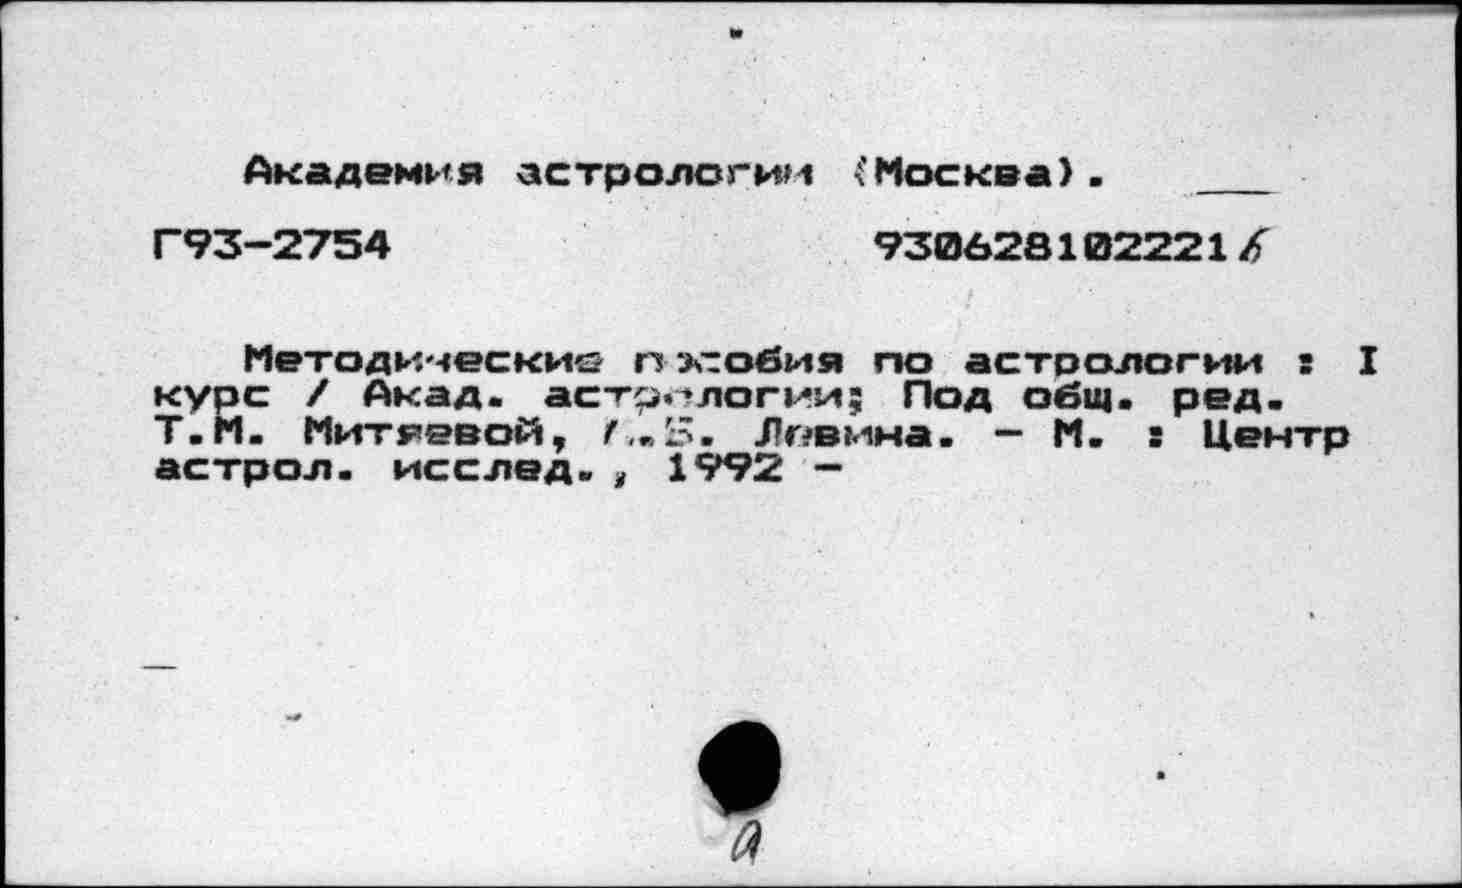 Академия астрологии (Москва).
Г93-2754 930628102221
Методические пособия по астрологии : I
курс / Акад. астрологии; Под общ. ред.
Т.М. Митяевой, Левина. - М. : Центр
астрол. исслед., 1992 -